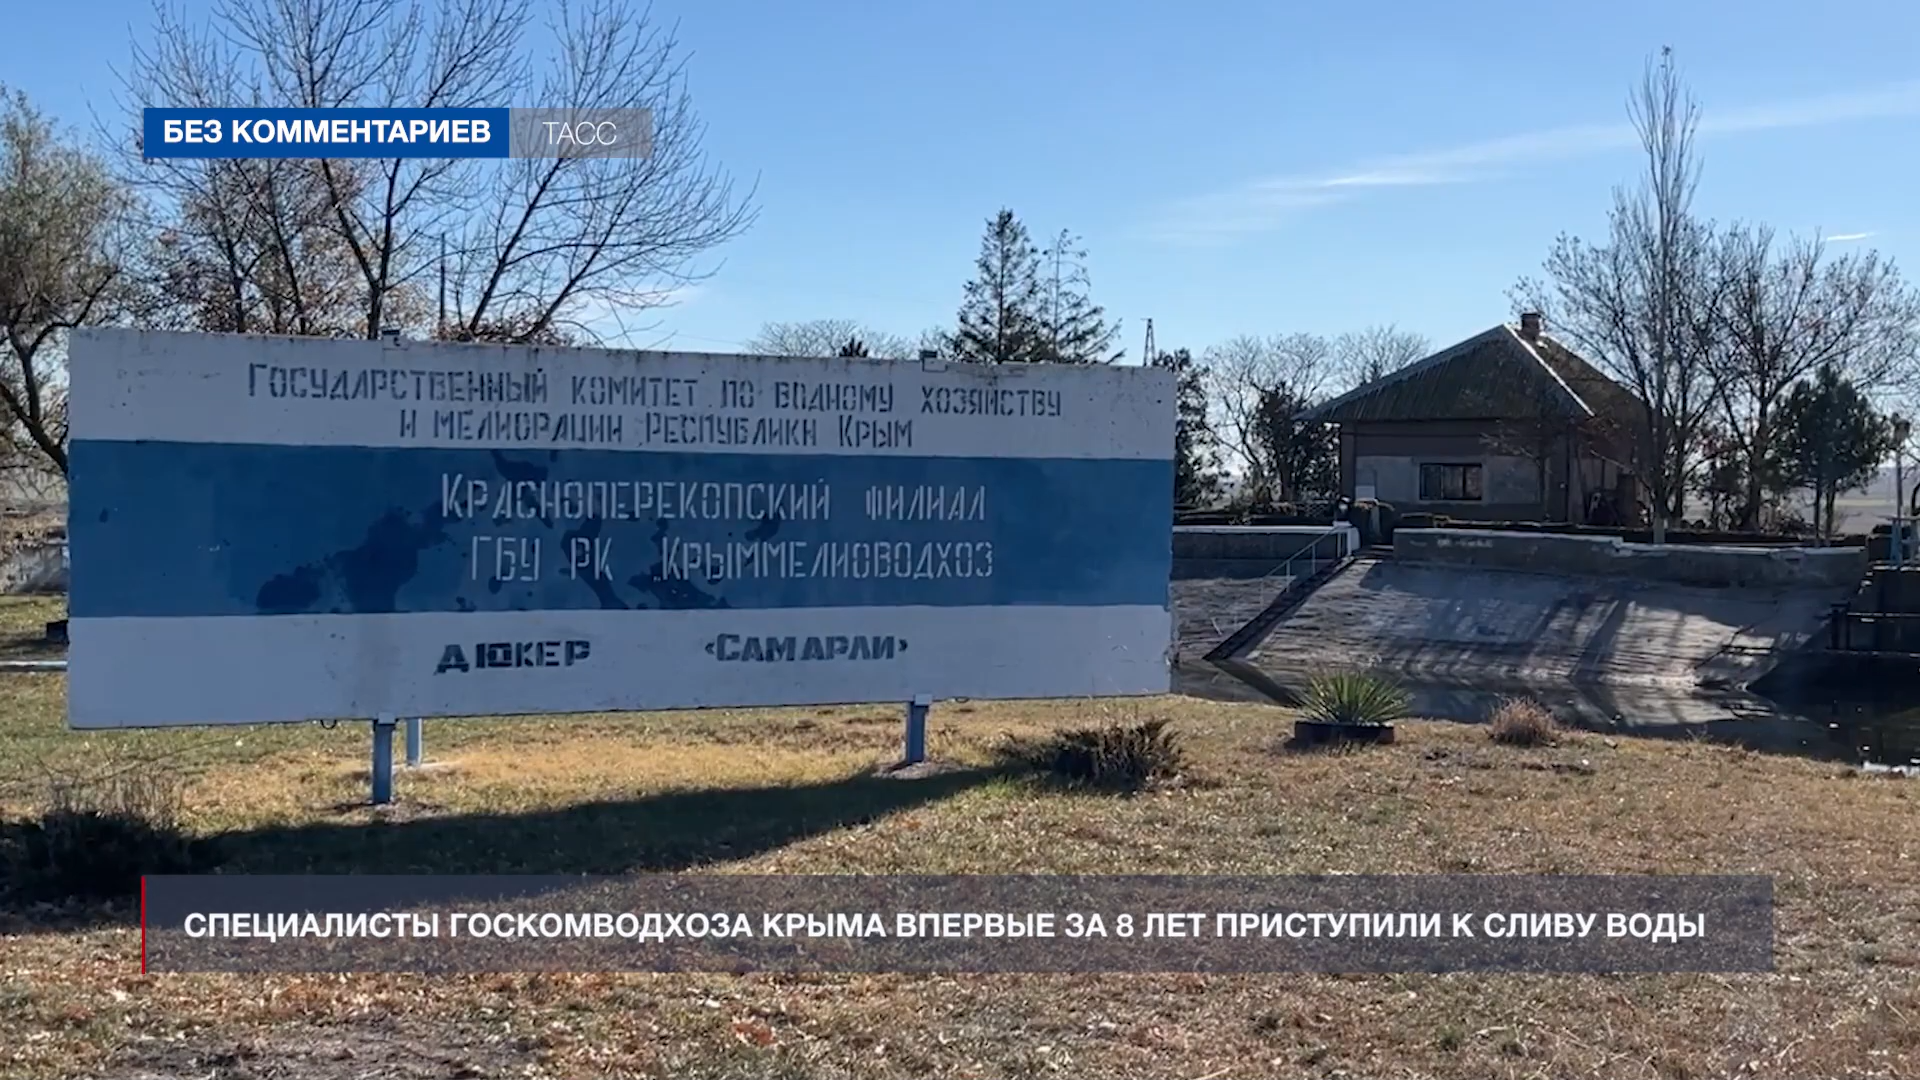 БЕЗ КОММЕНТАРИЕВ ТАСС
Государственный комитет по водному хозяйству
и мелиорации Республики Крым
Красноперекопский филиал
ГБУ РК Крыммелиоводхоз
дюкер «Самарли»
СПЕЦИАЛИСТЫ ГОСКОМВОДХОЗА КРЫМА ВПЕРВЫЕ ЗА 8 ЛЕТ ПРИСТУПИЛИ К СЛИВУ ВОДЫ